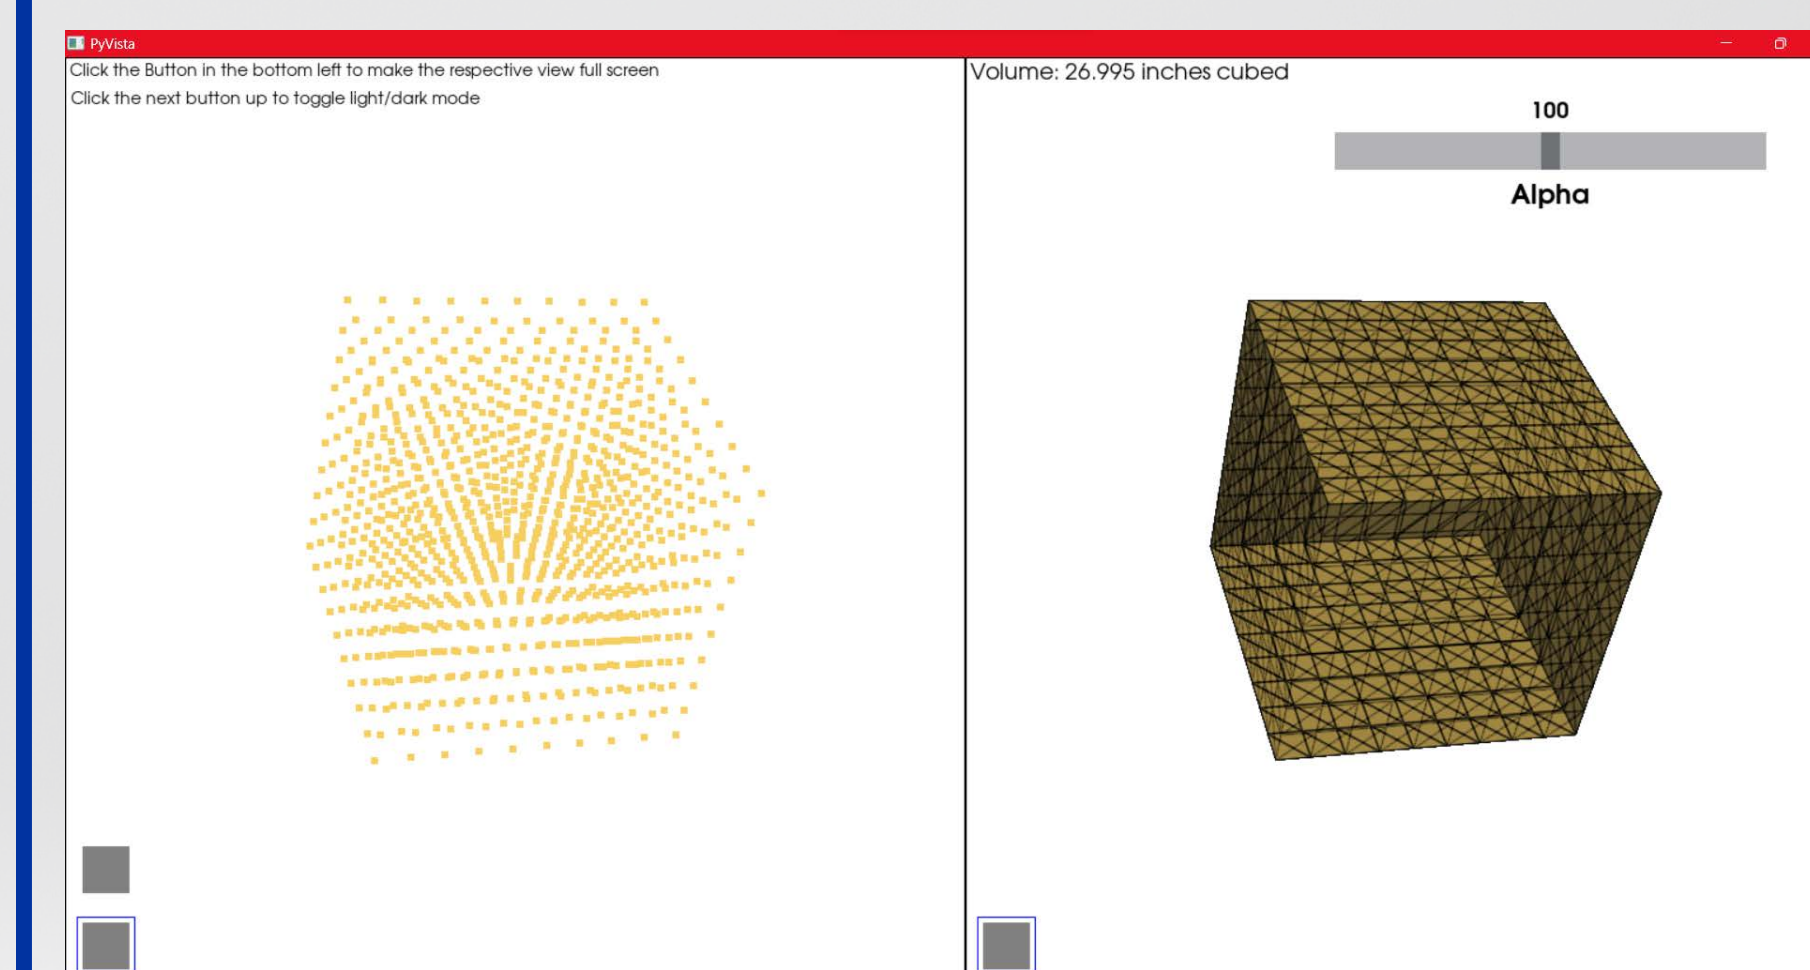 PyVista
Click the Button in the bottom left to make the respective view full screen
Click the next button up to toggle light/dark mode
Volume: 26.995 inches cubed
100
Alpha